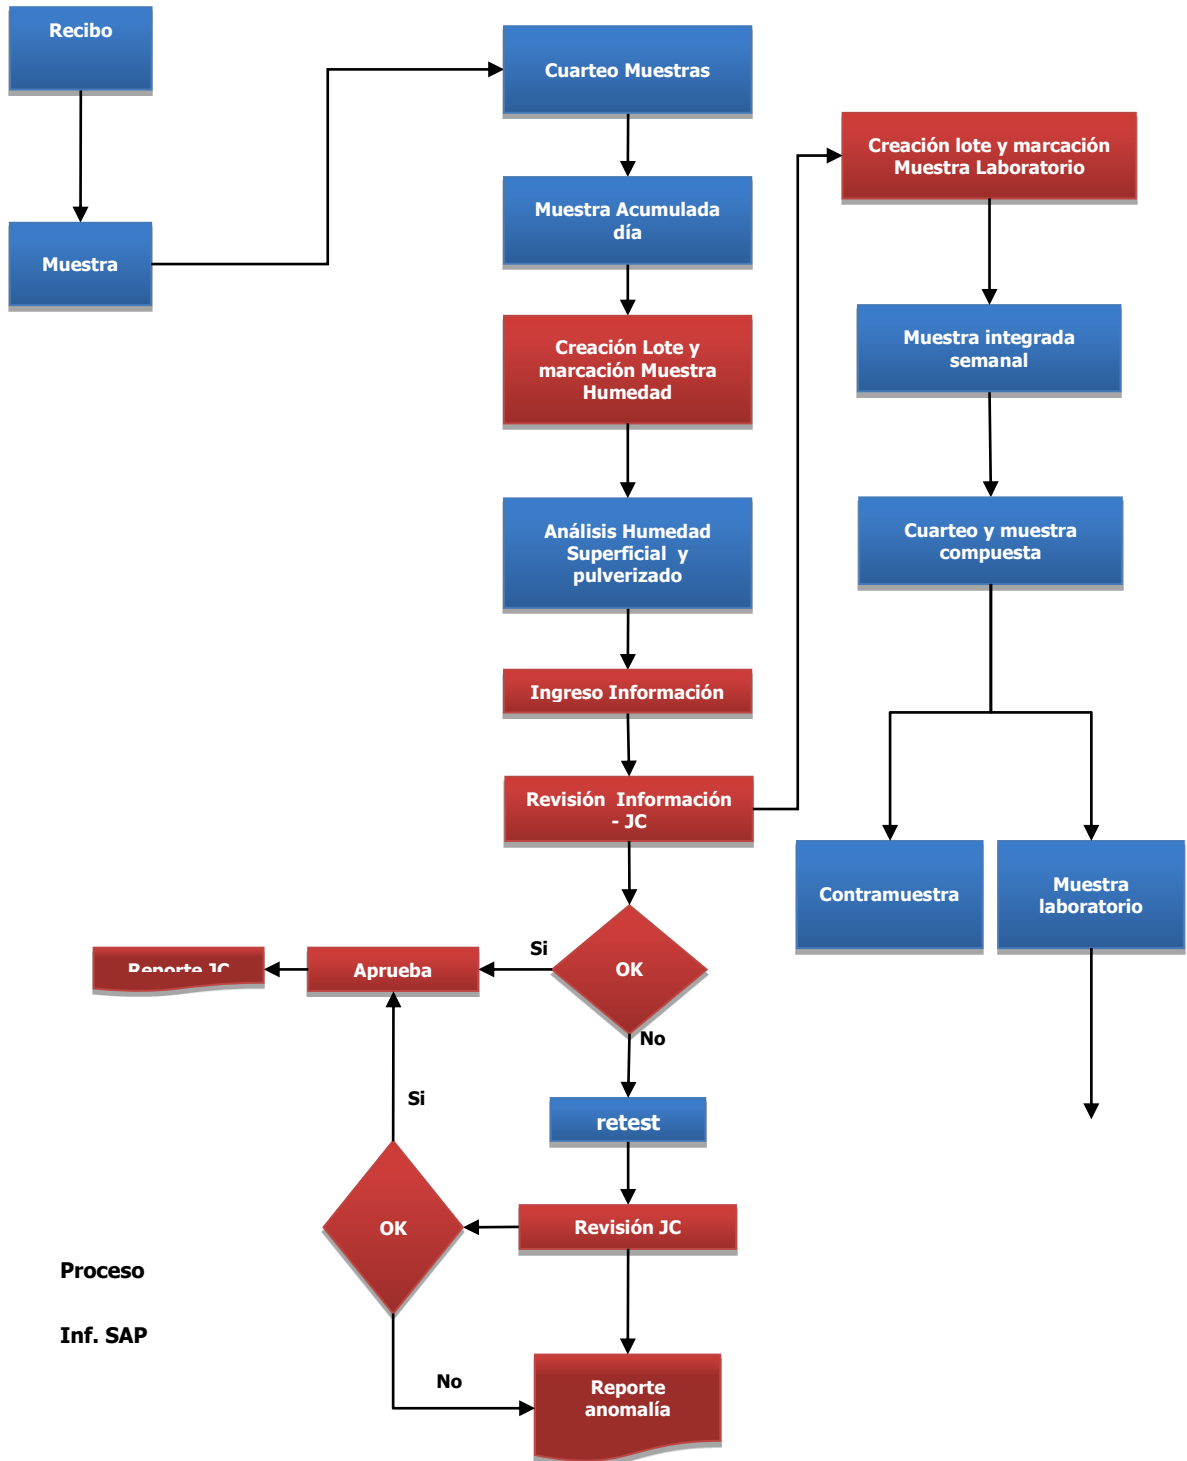 Recibo
Muestra
Cuarteo Muestras
Muestra Acumulada
día
Creación Lote y
marcación Muestra
Humedad
Análisis Humedad
Superficial y
pulverizado
Ingreso Información
Revisión Información
- JC
Creación lote y marcación
Muestra Laboratorio
Muestra integrada
semanal
Cuarteo y muestra
compuesta
Contramuestra
Muestra
laboratorio
OK
Si
Aprueba
Reporte JC
No
retest
Revisión JC
OK
Si
No
Reporte
anomalía
Proceso
Inf. SAP